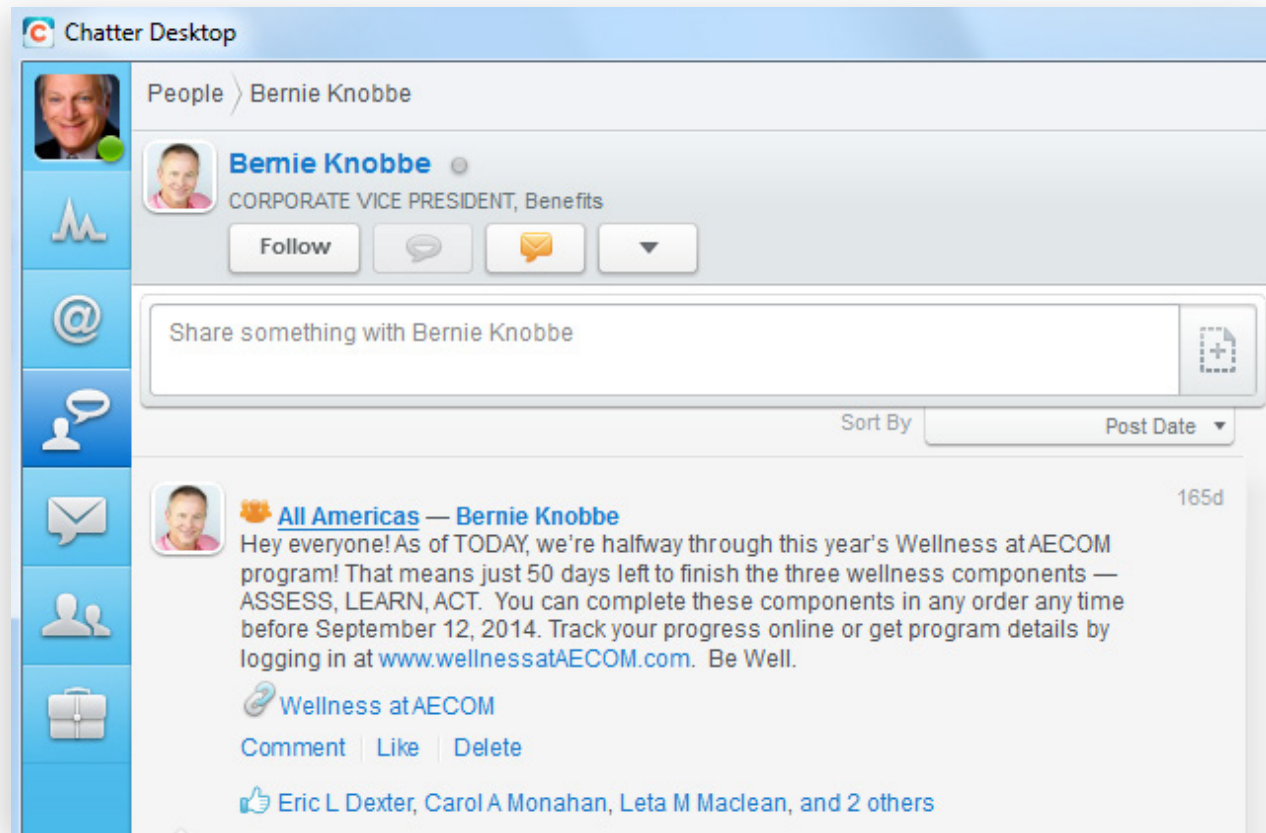 Chatter Desktop
People Bernie Knobbe
Bernie Knobbe
CORPORATE VICE PRESIDENT, Benefits
Follow
Share something with Bernie Knobbe
Sort By Post Date
165d
All Americas — Bernie Knobbe
Hey everyone! As of TODAY, we're halfway through this year's Wellness at AECOM
program! That means just 50 days left to finish the three wellness components —
ASSESS, LEARN, ACT.  You can complete these components in any order any time
before September 12, 2014. Track your progress online or get program details by
logging in at www.wellnessatAECOM.com.  Be Well.
Wellness at AECOM
Comment Like Delete
Eric L Dexter, Carol A Monahan, Leta M Maclean, and 2 others